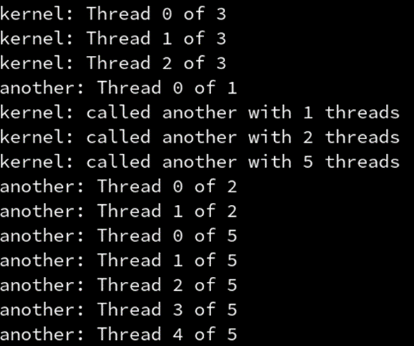 kernel: Thread 0 of 3
kernel: Thread 1 of 3
kernel: Thread 2 of 3
another: Thread 0 of 1
kernel: called another with 1 threads
kernel: called another with 2 threads
kernel: called another with 5 threads
another: Thread 0 of 2
another: Thread 1 of 2
another: Thread 0 of 5
another: Thread 1 of 5
another: Thread 2 of 5
another: Thread 3 of 5
another: Thread 4 of 5